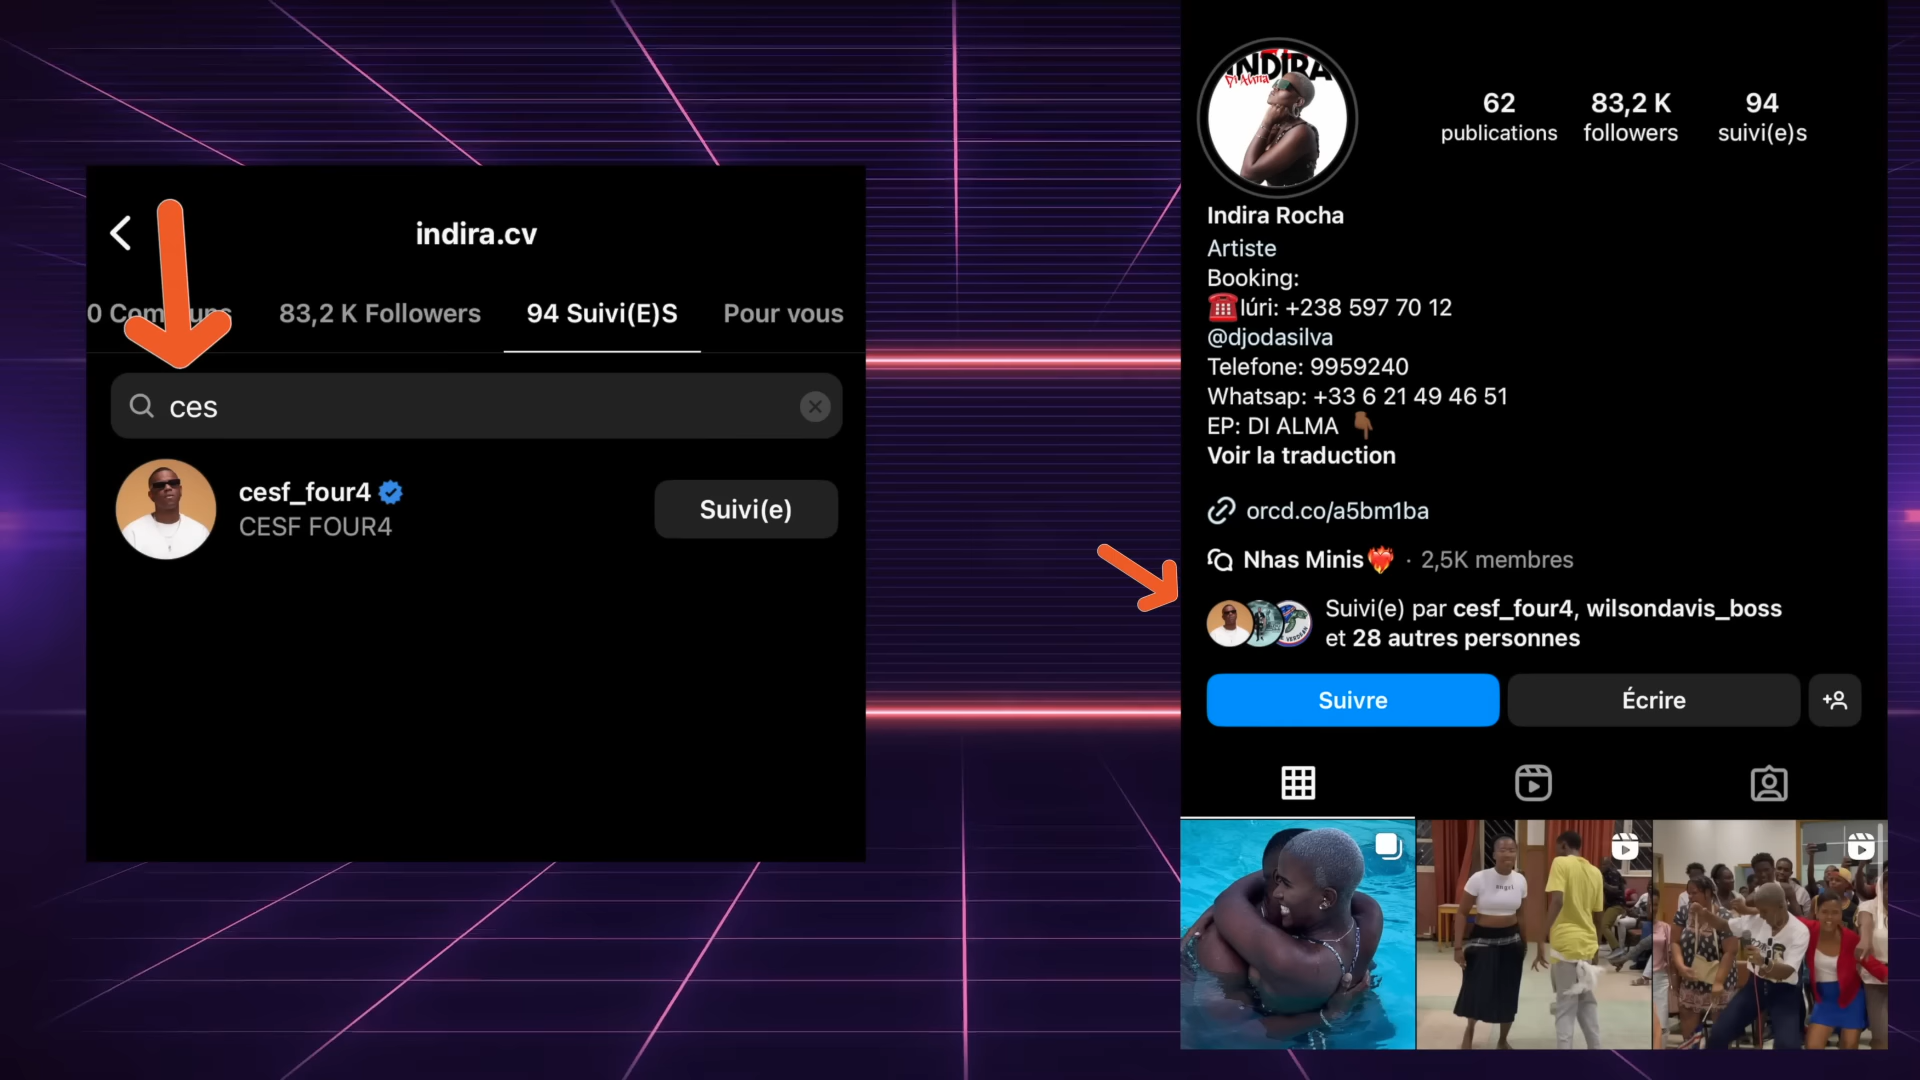 indira.cv
83,2 K Followers
94 Suivi(E)S
Pour vous
ces
cesf_four4
CESF FOUR4
Suivi(e)
INDIRA
Di Alma
62
publications
83,2 K
followers
94
suivi(e)s
Indira Rocha
Artiste
Booking:
☎️Iúri: +238 597 70 12
@djodasilva
Telefone: 9959240
Whatsap: +33 6 21 49 46 51
EP: DI ALMA 👇🏾
Voir la traduction
orcd.co/a5bm1ba
Nhas Minis❤️‍🔥 · 2,5K membres
Suivi(e) par cesf_four4, wilsondavis_boss
et 28 autres personnes
Suivre
Écrire